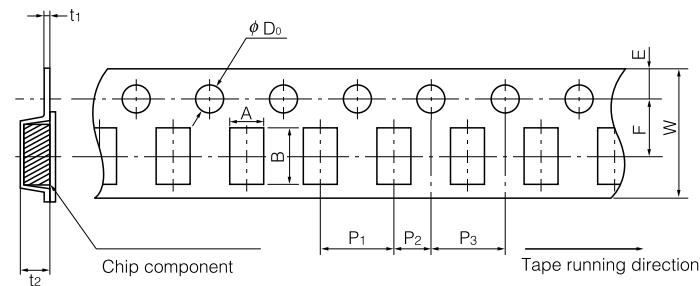 t1
ϕ D0
E
A
F
W
B
P1
P2
P3
t2
Chip component
Tape running direction